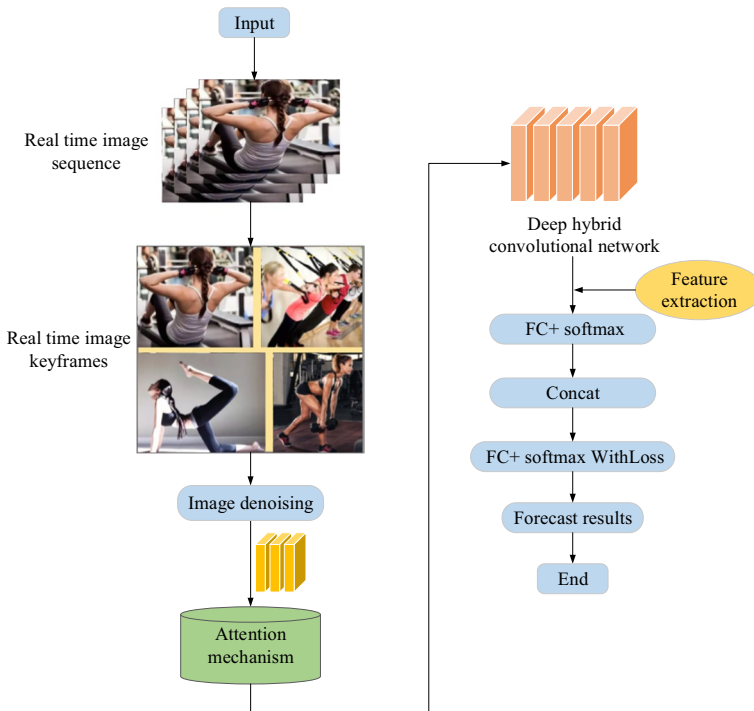 Input
Real time image
sequence
Real time image
keyframes
Image denoising
Attention
mechanism
Deep hybrid
convolutional network
Feature
extraction
FC+ softmax
Concat
FC+ softmax WithLoss
Forecast results
End